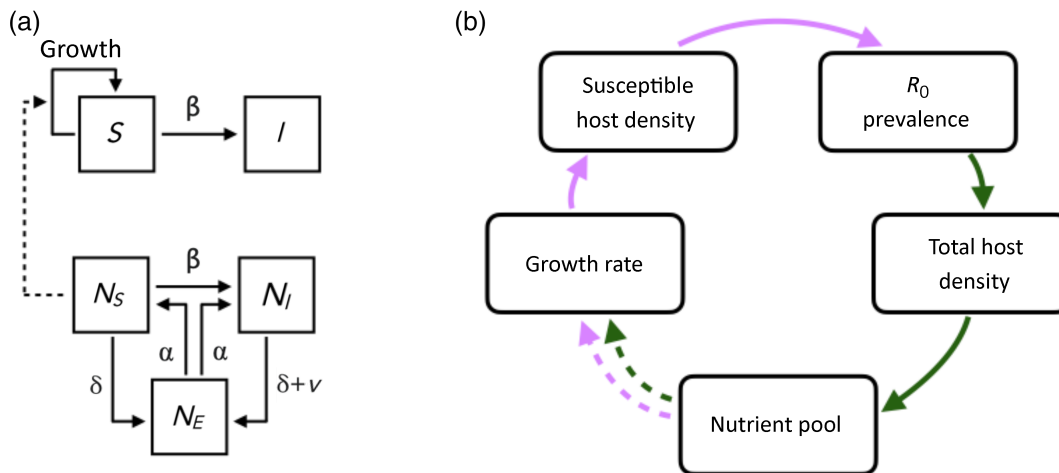 (a)
Growth
S
β
I
N_S
β
N_I
α
α
δ
δ+v
N_E
(b)
Susceptible
host density
R_0
prevalence
Growth rate
Total host
density
Nutrient pool